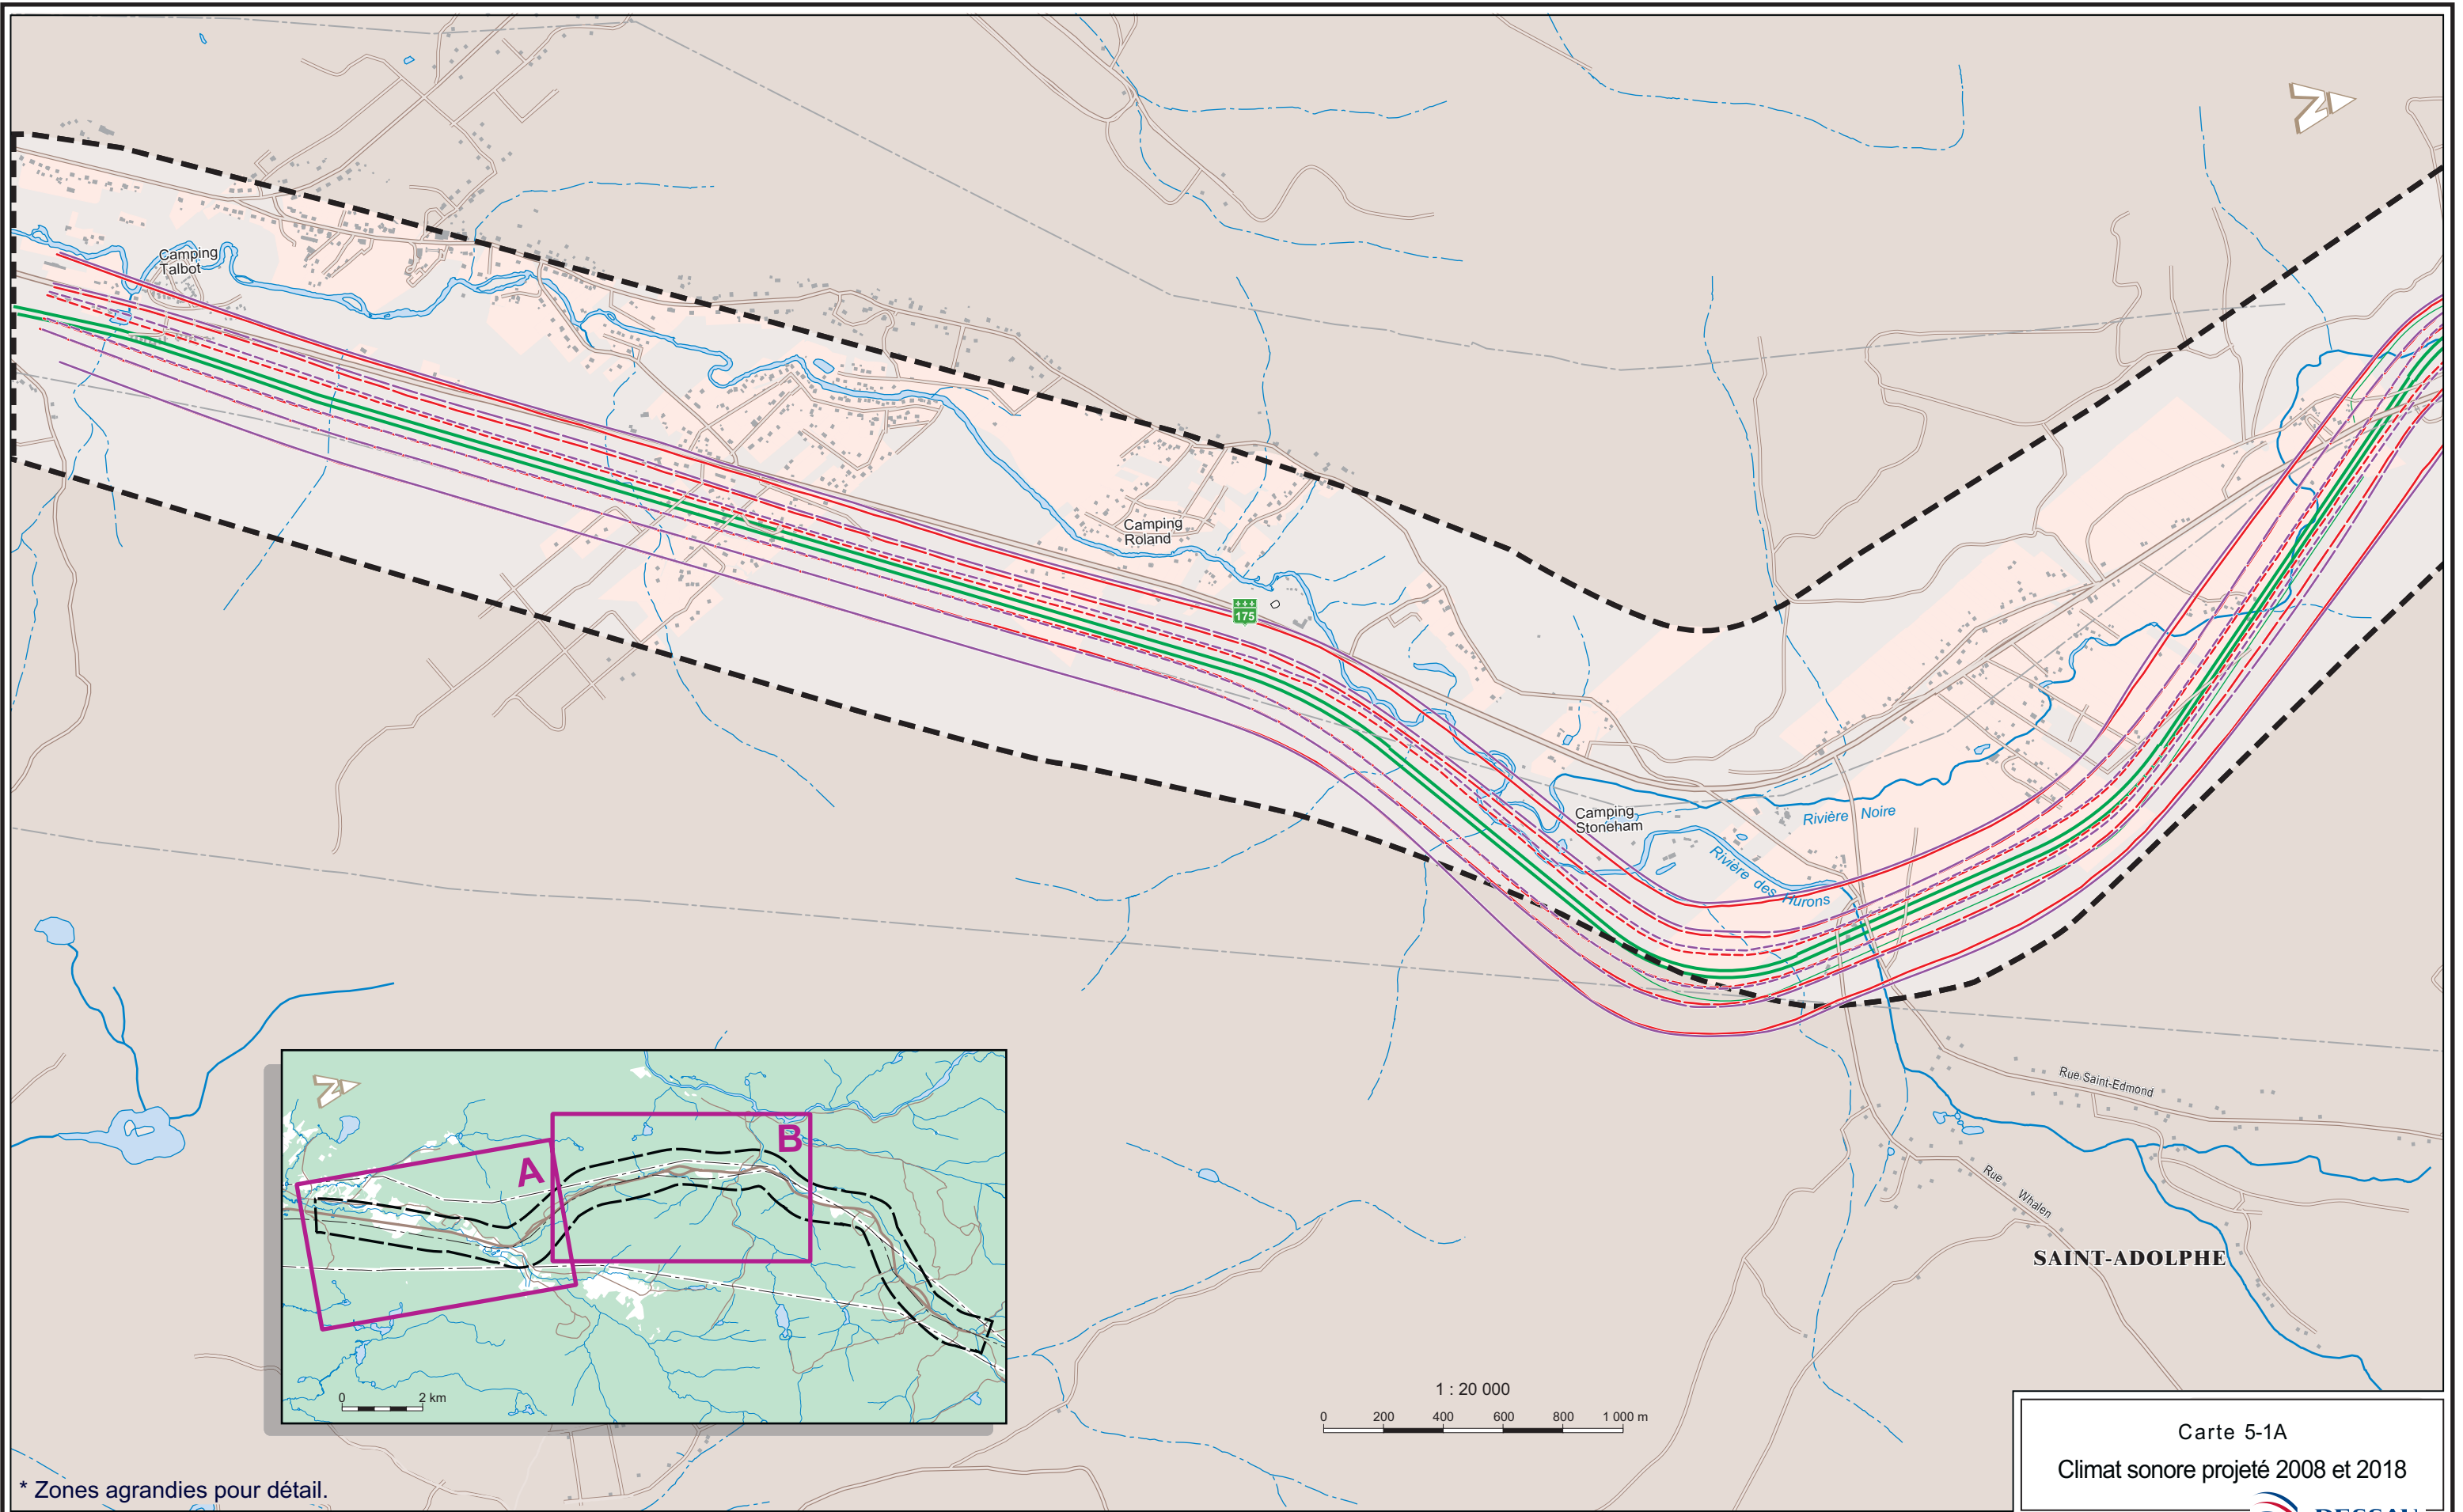 N
Camping
Talbot
Camping
Roland
175
Camping
Stoneham
Rivière Noire
Rivière des
Hurons
Rue Saint-Edmond
Rue Whalen
SAINT-ADOLPHE
N
A
B
0 2 km
1 : 20 000
0 200 400 600 800 1 000 m
* Zones agrandies pour détail.
Carte 5-1A
Climat sonore projeté 2008 et 2018